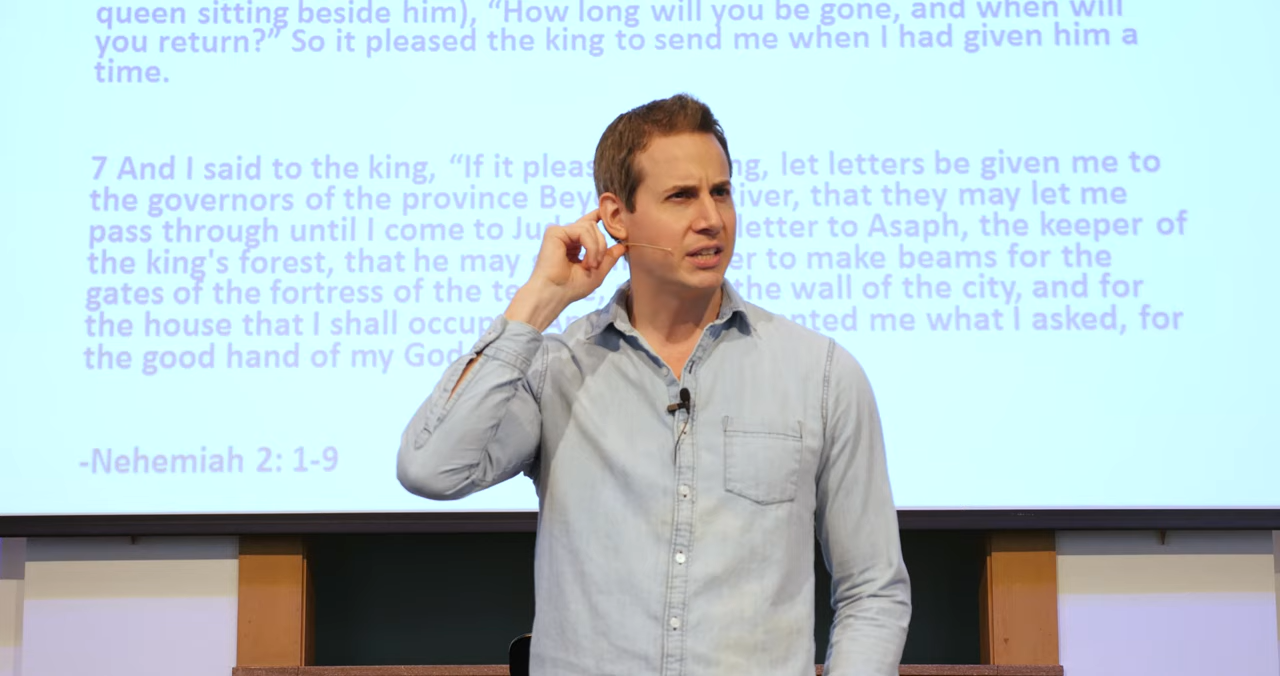 queen sitting beside him), “How long will you be gone, and when will
you return?” So it pleased the king to send me when I had given him a
time.
7 And I said to the king, “If it pleas ng, let letters be given me to
the governors of the province Bey iver, that they may let me
pass through until I come to Jud letter to Asaph, the keeper of
the king's forest, that he may er to make beams for the
gates of the fortress of the te the wall of the city, and for
the house that I shall occup nted me what I asked, for
the good hand of my God
-Nehemiah 2: 1-9